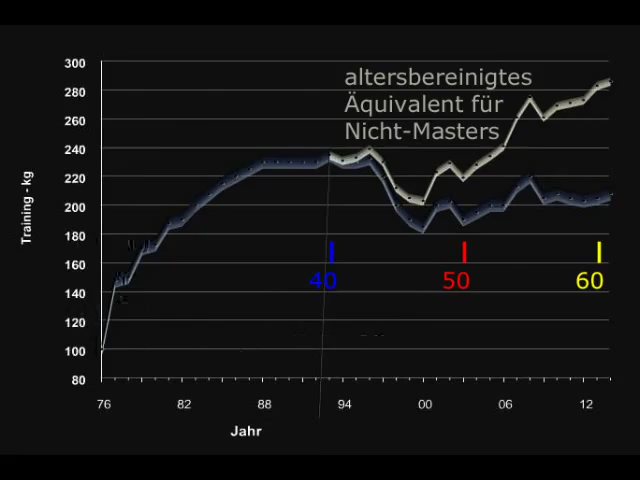 300
280
260
240
220
200
180
160
140
120
100
80
Training - kg
altersbereinigtes
Äquivalent für
Nicht-Masters
40
50
60
76 82 88 94 00 06 12
Jahr